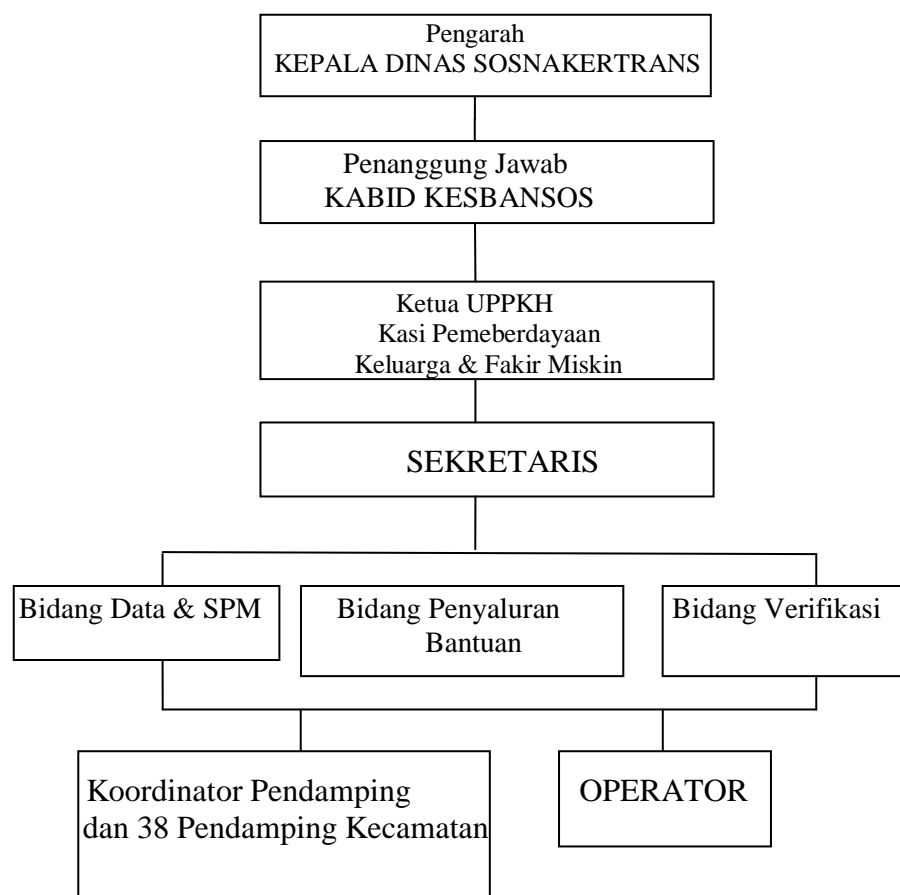 Pengarah
KEPALA DINAS SOSNAKERTRANS
Penanggung Jawab
KABID KESBANSOS
Ketua UPPKH
Kasi Pemeberdayaan
Keluarga & Fakir Miskin
SEKRETARIS
Bidang Data & SPM
Bidang Penyaluran
Bantuan
Bidang Verifikasi
Koordinator Pendamping
dan 38 Pendamping Kecamatan
OPERATOR